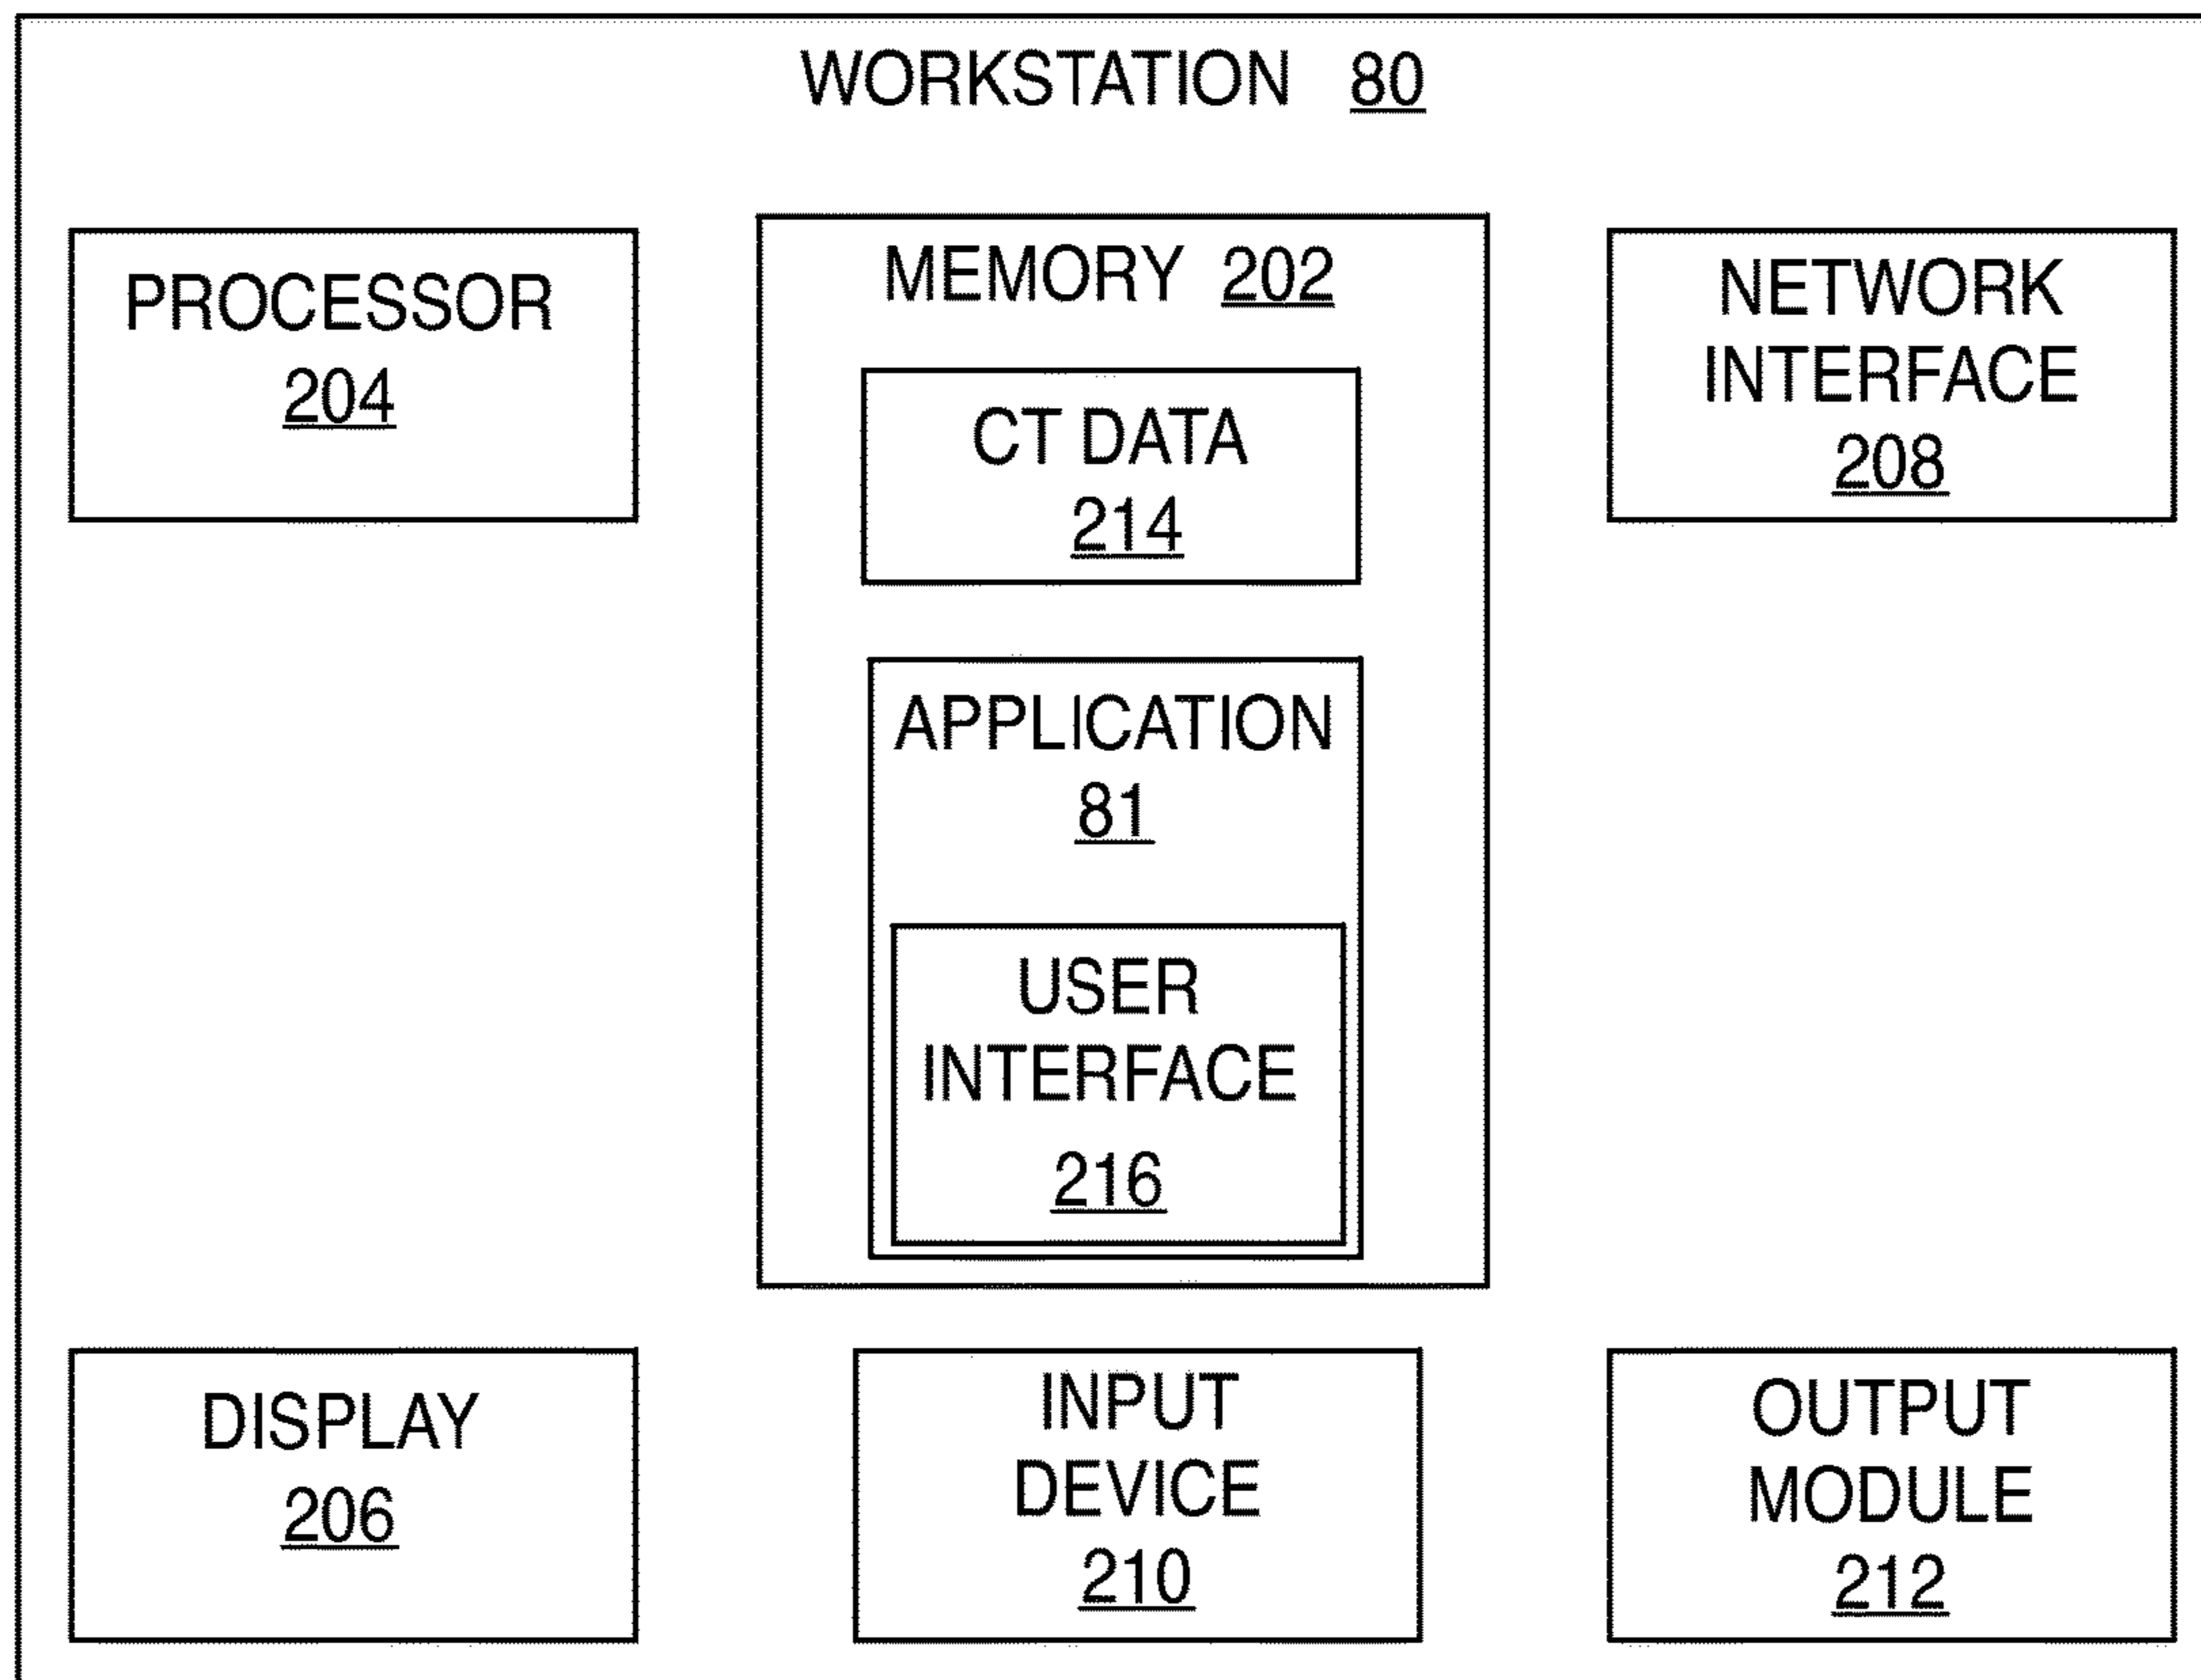 WORKSTATION 80
PROCESSOR
204
MEMORY 202
CT DATA
214
APPLICATION
81
USER
INTERFACE
216
NETWORK
INTERFACE
208
DISPLAY
206
INPUT
DEVICE
210
OUTPUT
MODULE
212